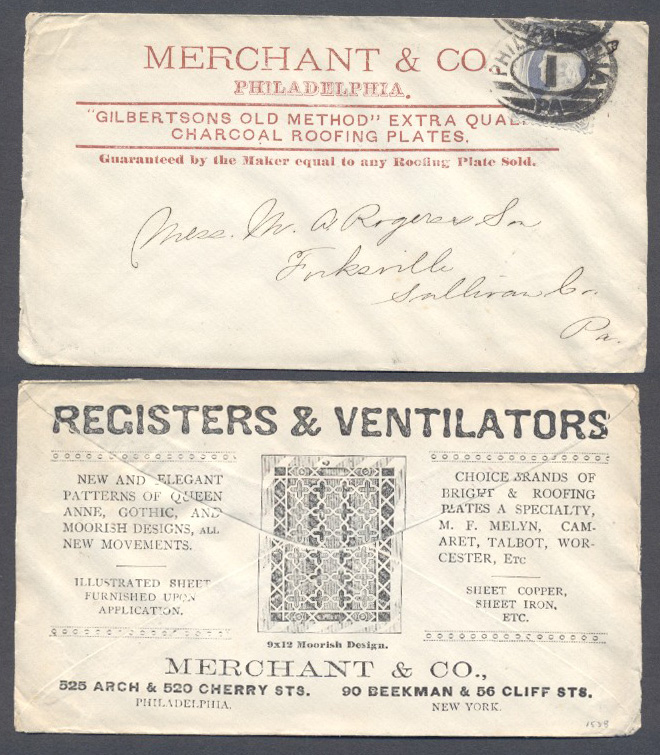 MERCHANT & CO.
PHILADELPHIA.
"GILBERTSONS OLD METHOD" EXTRA QUAL
CHARCOAL ROOFING PLATES.
Guaranteed by the Maker equal to any Roofing Plate Sold.
PHILAD'A
1
PA
Mess. M. A. Rogers & Son
Forksville
Sullivan Co.
Pa.
REGISTERS & VENTILATORS
NEW AND ELEGANT
PATTERNS OF QUEEN
ANNE, GOTHIC, AND
MOORISH DESIGNS, ALL
NEW MOVEMENTS.
ILLUSTRATED SHEET
FURNISHED UPON
APPLICATION.
9x12 Moorish Design.
CHOICE BRANDS OF
BRIGHT & ROOFING
PLATES A SPECIALTY,
M. F. MELYN, CAM-
ARET, TALBOT, WOR-
CESTER, ETC
SHEET COPPER,
SHEET IRON,
ETC.
MERCHANT & CO.,
525 ARCH & 520 CHERRY STS. 90 BEEKMAN & 56 CLIFF STS.
PHILADELPHIA. NEW YORK.